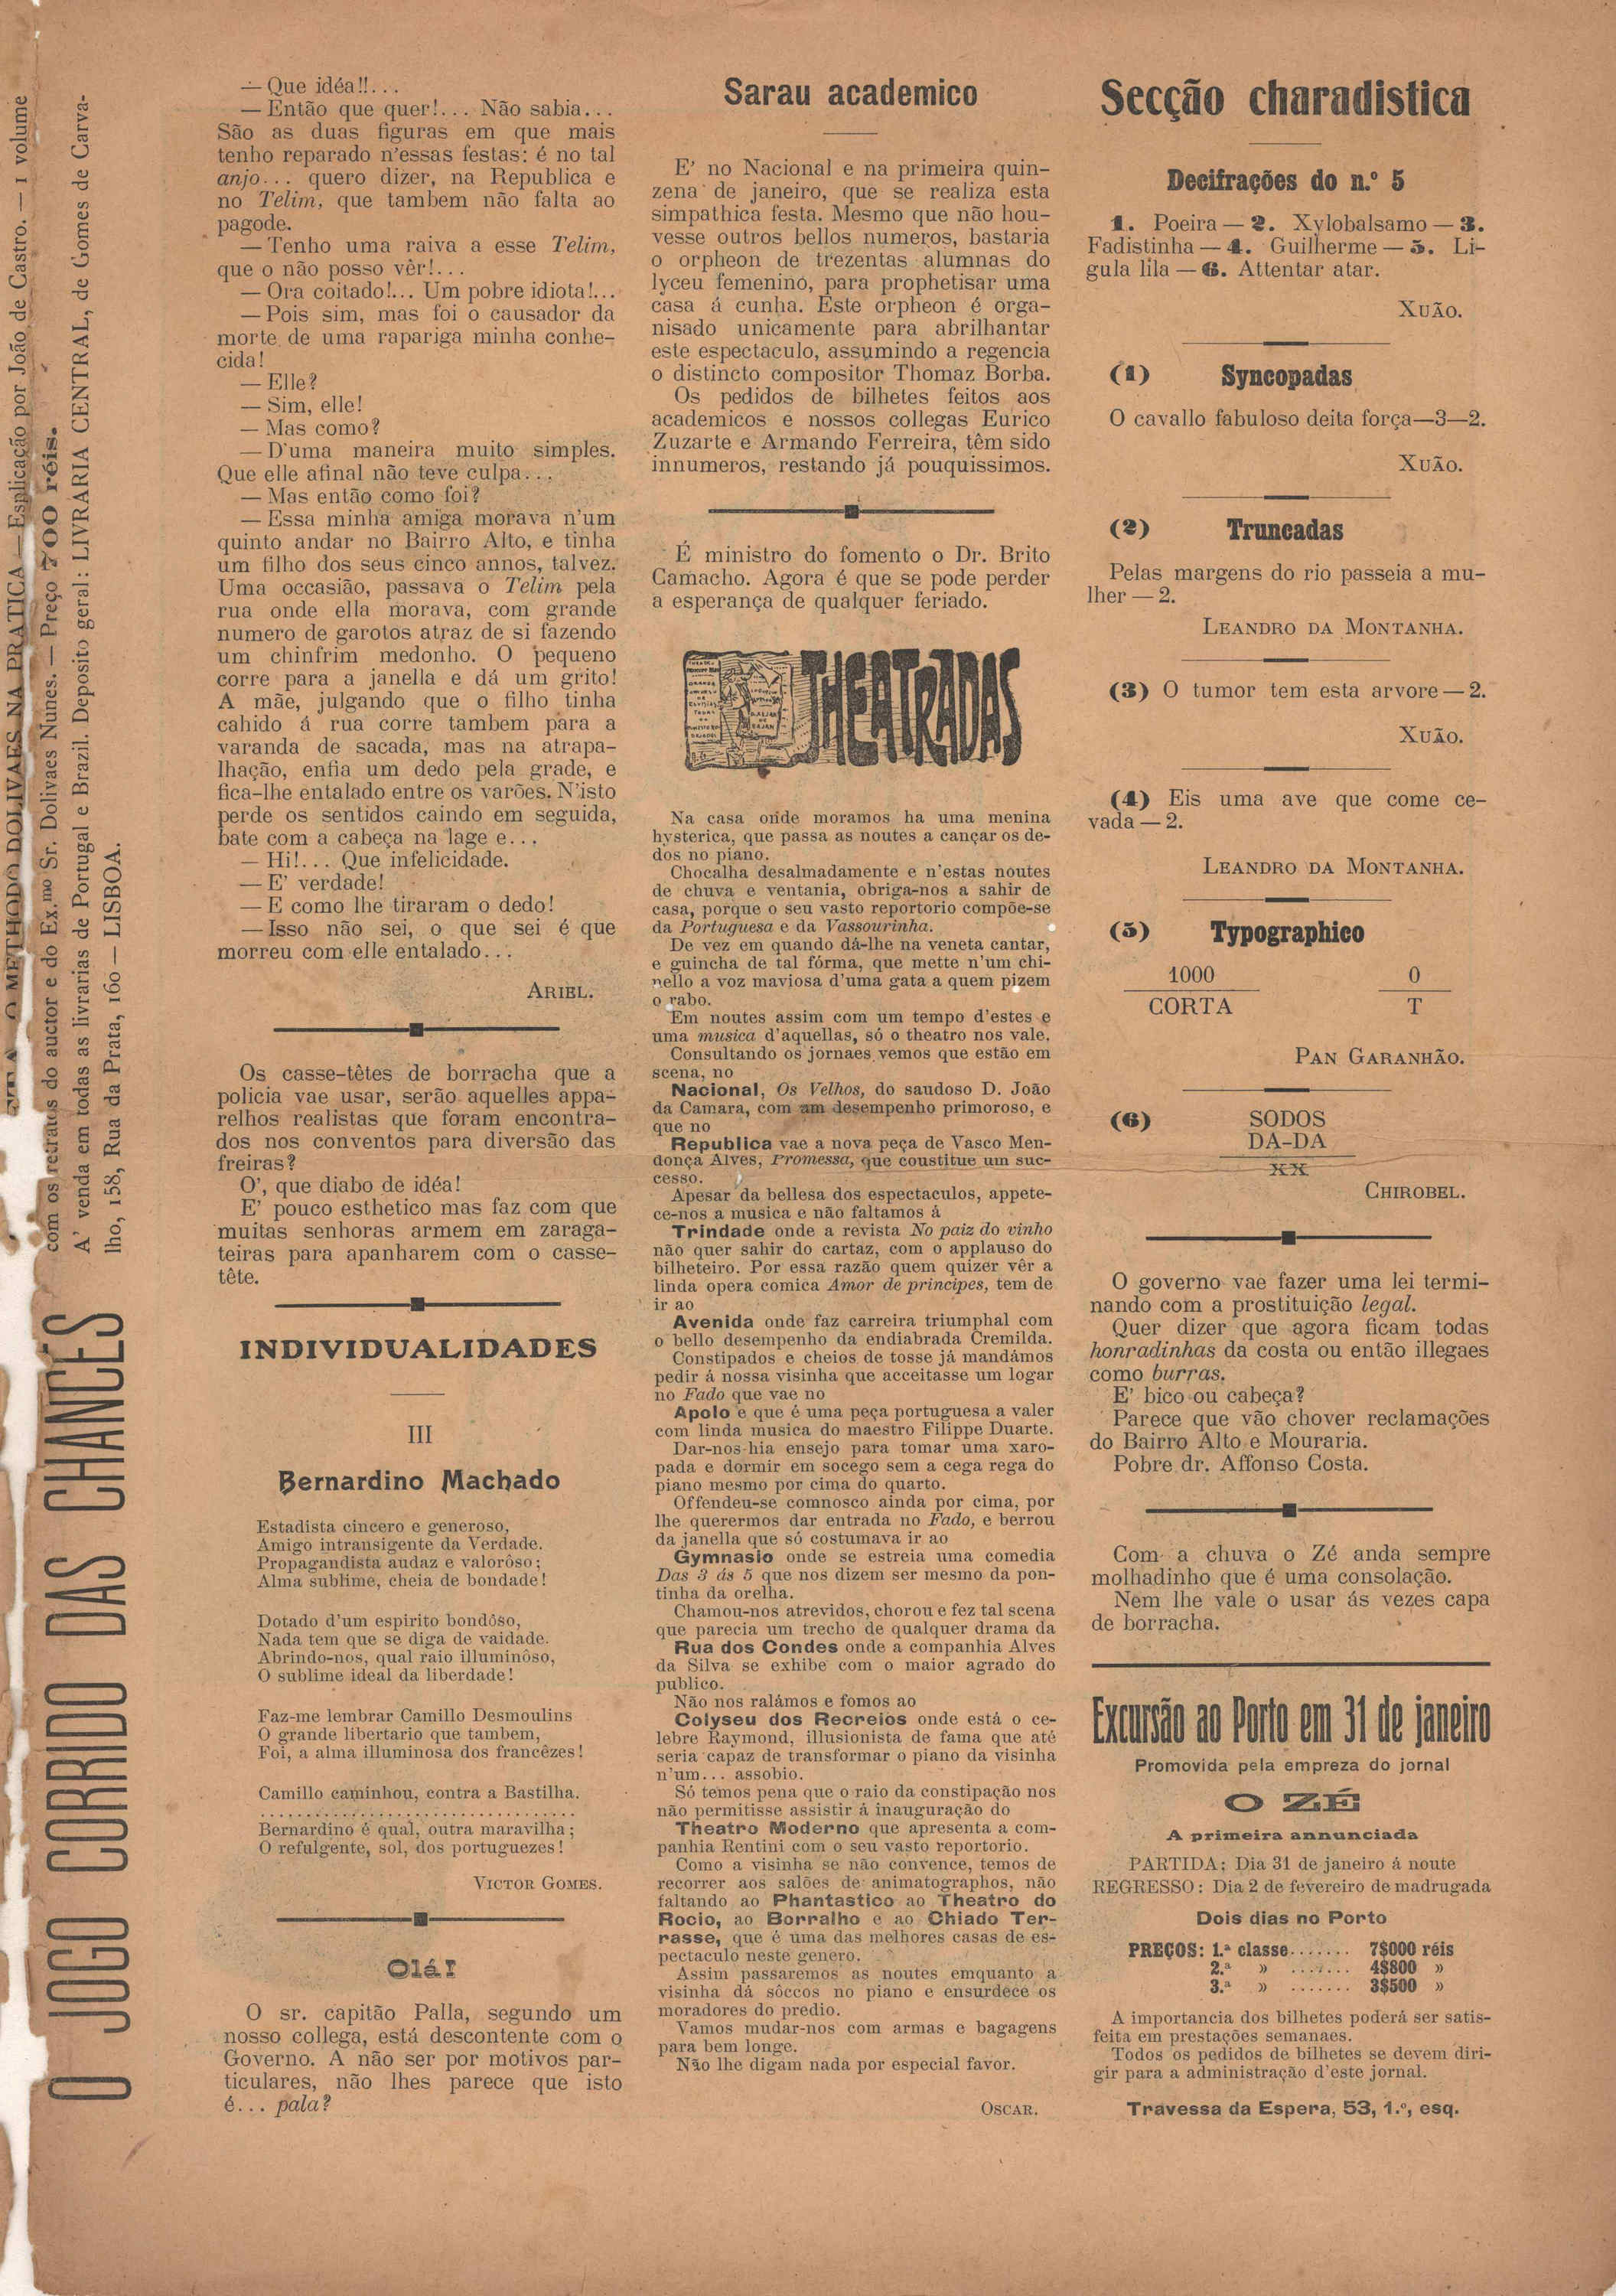 — Que idéa!!...
— Então que quer!... Não sabia...
São as duas figuras em que mais
tenho reparado n'essas festas: é no tal
anjo... quero dizer, na Republica e
no Telim, que tambem não falta ao
pagode.
— Tenho uma raiva a esse Telim,
que o não posso vêr!...
— Ora coitado!... Um pobre idiota!...
— Pois sim, mas foi o causador da
morte de uma rapariga minha conhe-
cida!
— Elle?
— Sim, elle!
— Mas como?
— D'uma maneira muito simples.
Que elle afinal não teve culpa...
— Mas então como foi?
— Essa minha amiga morava n'um
quinto andar no Bairro Alto, e tinha
um filho dos seus cinco annos, talvez.
Uma occasião, passava o Telim pela
rua onde ella morava, com grande
numero de garotos atraz de si fazendo
um chinfrim medonho. O pequeno
corre para a janella e dá um grito!
A mãe, julgando que o filho tinha
cahido á rua corre tambem para a
varanda de sacada, mas na atrapa-
lhação, enfia um dedo pela grade, e
fica-lhe entalado entre os varões. N'isto
perde os sentidos caindo em seguida,
bate com a cabeça na lage e...
— Hi!... Que infelicidade.
— E' verdade!
— E como lhe tiraram o dedo!
— Isso não sei, o que sei é que
morreu com elle entalado...
ARIEL.
Os casse-têtes de borracha que a
policia vae usar, serão aquelles appa-
relhos realistas que foram encontra-
dos nos conventos para diversão das
freiras?
O', que diabo de idéa!
E' pouco esthetico mas faz com que
muitas senhoras armem em zaraga-
teiras para apanharem com o casse-
tête.
INDIVIDUALIDADES
III
Bernardino Machado
Estadista cincero e generoso,
Amigo intransigente da Verdade.
Propagandista audaz e valorôso;
Alma sublime, cheia de bondade!
Dotado d'um espirito bondôso,
Nada tem que se diga de vaidade.
Abrindo-nos, qual raio illuminôso,
O sublime ideal da liberdade!
Faz-me lembrar Camillo Desmoulins
O grande libertario que tambem,
Foi, a alma illuminosa dos francêzes!
Camillo caminhou, contra a Bastilha.
................................
Bernardino é qual, outra maravilha;
O refulgente, sol, dos portuguezes!
VICTOR GOMES.
Olá!
O sr. capitão Palla, segundo um
nosso collega, está descontente com o
Governo. A não ser por motivos par-
ticulares, não lhes parece que isto
é... pala?
Sarau academico
E' no Nacional e na primeira quin-
zena de janeiro, que se realiza esta
simpathica festa. Mesmo que não hou-
vesse outros bellos numeros, bastaria
o orpheon de trezentas alumnas do
lyceu femenino, para prophetisar uma
casa á cunha. Este orpheon é orga-
nisado unicamente para abrilhantar
este espectaculo, assumindo a regencia
o distincto compositor Thomaz Borba.
Os pedidos de bilhetes feitos aos
academicos e nossos collegas Eurico
Zuzarte e Armando Ferreira, têm sido
innumeros, restando já pouquissimos.
É ministro do fomento o Dr. Brito
Camacho. Agora é que se pode perder
a esperança de qualquer feriado.
THEATRADAS
Na casa onde moramos ha uma menina
hysterica, que passa as noutes a cançar os de-
dos no piano.
Chocalha desalmadamente e n'estas noutes
de chuva e ventania, obriga-nos a sahir de
casa, porque o seu vasto reportorio compõe-se
da Portuguesa e da Vassourinha.
De vez em quando dá-lhe na veneta cantar,
e guincha de tal fórma, que mette n'um chi-
nello a voz maviosa d'uma gata a quem pizem
o rabo.
Em noutes assim com um tempo d'estes e
uma musica d'aquellas, só o theatro nos vale.
Consultando os jornaes vemos que estão em
scena, no
Nacional, Os Velhos, do saudoso D. João
da Camara, com um desempenho primoroso, e
que no
Republica vae a nova peça de Vasco Men-
donça Alves, Promessa, que coustitue um suc-
cesso.
Apesar da bellesa dos espectaculos, appete-
ce-nos a musica e não faltamos á
Trindade onde a revista No paiz do vinho
não quer sahir do cartaz, com o applauso do
bilheteiro. Por essa razão quem quizer vêr a
linda opera comica Amor de principes, tem de
ir ao
Avenida onde faz carreira triumphal com
o bello desempenho da endiabrada Cremilda.
Constipados e cheios de tosse já mandámos
pedir á nossa visinha que acceitasse um logar
no Fado que vae no
Apolo e que é uma peça portuguesa a valer
com linda musica do maestro Filippe Duarte.
Dar-nos-hia ensejo para tomar uma xaro-
pada e dormir em socego sem a cega rega do
piano mesmo por cima do quarto.
Offendeu-se comnosco ainda por cima, por
lhe querermos dar entrada no Fado, e berrou
da janella que só costumava ir ao
Gymnasio onde se estreia uma comedia
Das 3 ás 5 que nos dizem ser mesmo da pon-
tinha da orelha.
Chamou-nos atrevidos, chorou e fez tal scena
que parecia um trecho de qualquer drama da
Rua dos Condes onde a companhia Alves
da Silva se exhibe com o maior agrado do
publico.
Não nos ralámos e fomos ao
Colyseu dos Recreios onde está o ce-
lebre Raymond, illusionista de fama que até
seria capaz de transformar o piano da visinha
n'um... assobio.
Só temos pena que o raio da constipação nos
não permitisse assistir á inauguração do
Theatro Moderno que apresenta a com-
panhia Rentini com o seu vasto reportorio.
Como a visinha se não convence, temos de
recorrer aos salões de animatographos, não
faltando ao Phantastico ao Theatro do
Rocio, ao Borralho e ao Chiado Ter-
rasse, que é uma das melhores casas de es-
pectaculo neste genero.
Assim passaremos as noutes emquanto a
visinha dá sôccos no piano e ensurdece os
moradores do predio.
Vamos mudar-nos com armas e bagagens
para bem longe.
Não lhe digam nada por especial favor.
OSCAR.
Secção charadistica
Decifrações do n.º 5
1. Poeira — 2. Xylobalsamo — 3.
Fadistinha — 4. Guilherme — 5. Li-
gula lila — 6. Attentar atar.
XUÃO.
(1) Syncopadas
O cavallo fabuloso deita força—3—2.
XUÃO.
(2) Truncadas
Pelas margens do rio passeia a mu-
lher — 2.
LEANDRO DA MONTANHA.
(3) O tumor tem esta arvore — 2.
XUÃO.
(4) Eis uma ave que come ce-
vada — 2.
LEANDRO DA MONTANHA.
(5) Typographico
1000 0
CORTA T
PAN GARANHÃO.
(6) SODOS
DA-DA
XX
CHIROBEL.
O governo vae fazer uma lei termi-
nando com a prostituição legal.
Quer dizer que agora ficam todas
honradinhas da costa ou então illegaes
como burras.
E' bico ou cabeça?
Parece que vão chover reclamações
do Bairro Alto e Mouraria.
Pobre dr. Affonso Costa.
Com a chuva o Zé anda sempre
molhadinho que é uma consolação.
Nem lhe vale o usar ás vezes capa
de borracha.
Excursão ao Porto em 31 de janeiro
Promovida pela empreza do jornal
O ZÉ
A primeira annunciada
PARTIDA: Dia 31 de janeiro á noute
REGRESSO: Dia 2 de fevereiro de madrugada
Dois dias no Porto
PREÇOS: 1.ª classe....... 7$000 réis
2.ª » ....... 4$800 »
3.ª » ....... 3$500 »
A importancia dos bilhetes poderá ser satis-
feita em prestações semanaes.
Todos os pedidos de bilhetes se devem diri-
gir para a administração d'este jornal.
Travessa da Espera, 53, 1.º, esq.
O JOGO CORRIDO DAS CHANCES
O METHODO DOLIVAES NA PRATICA — Esplicação por João de Castro. — 1 volume
com os retratos do auctor e do Ex.mo Sr. Dolivaes Nunes. — Preço 700 réis.
A' venda em todas as livrarias de Portugal e Brazil. Deposito geral: LIVRARIA CENTRAL, de Gomes de Carva-
lho, 158, Rua da Prata, 160 — LISBOA.